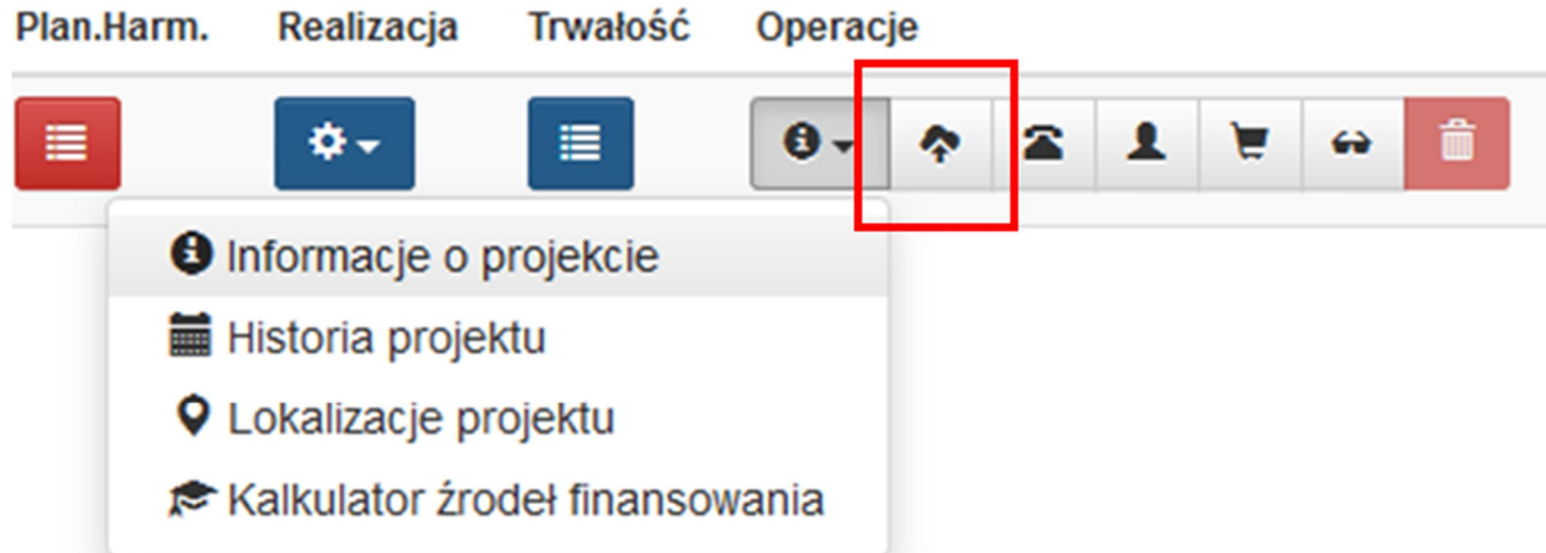 Plan.Harm. Realizacja Trwałość Operacje
Informacje o projekcie
Historia projektu
Lokalizacje projektu
Kalkulator źrodeł finansowania